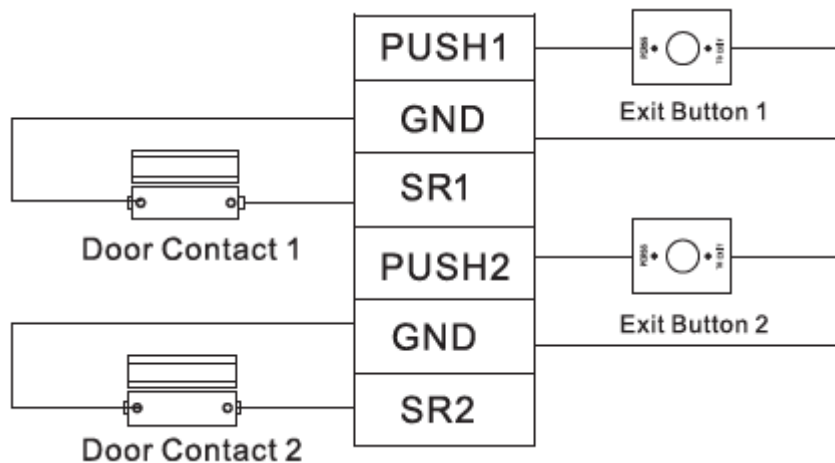 PUSH1
GND
SR1
PUSH2
GND
SR2
Exit Button 1
Door Contact 1
Exit Button 2
Door Contact 2